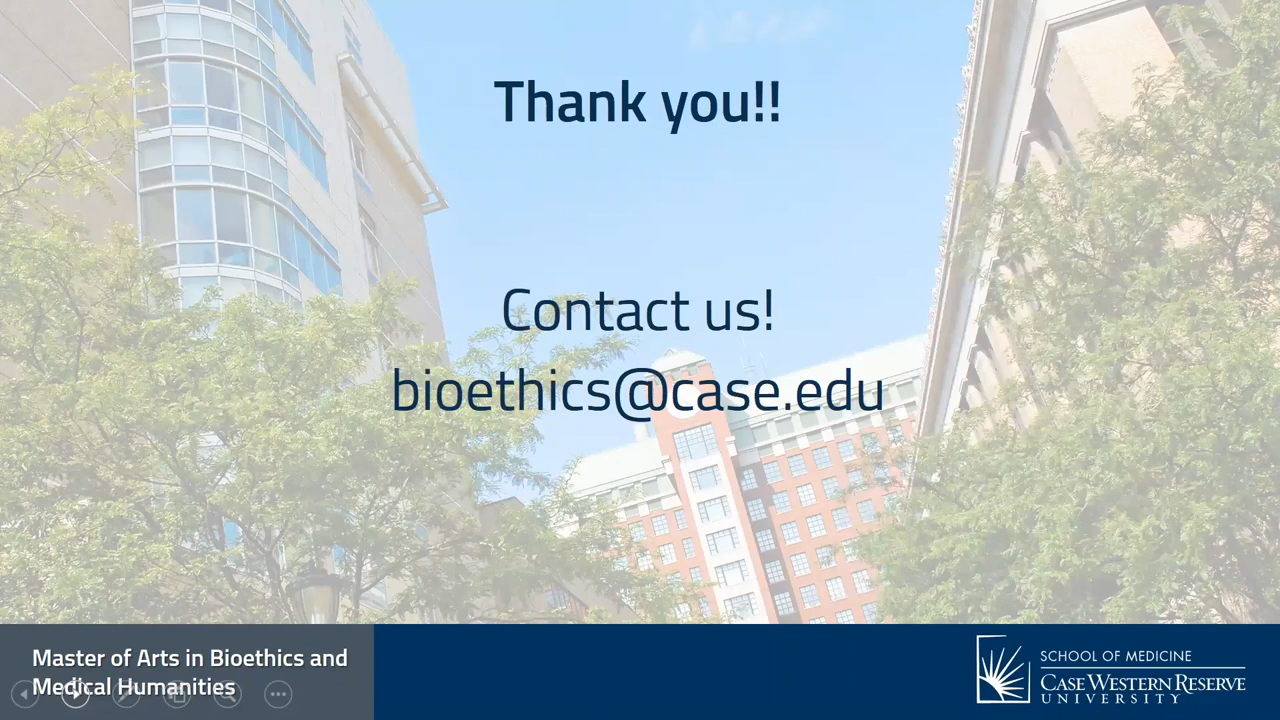 Thank you!!
Contact us!
bioethics@case.edu
Master of Arts in Bioethics and
Medical Humanities
SCHOOL OF MEDICINE
CASE WESTERN RESERVE
UNIVERSITY